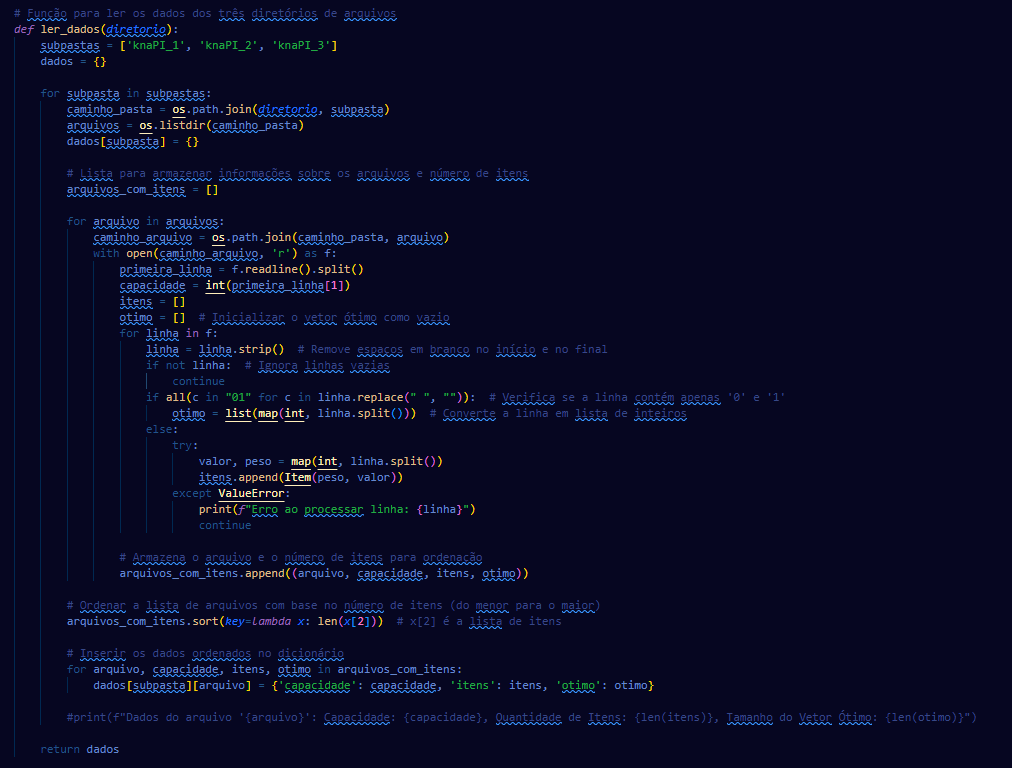 # Função para ler os dados dos três diretórios de arquivos
def ler_dados(diretorio):
    subpastas = ['knaPI_1', 'knaPI_2', 'knaPI_3']
    dados = {}
    for subpasta in subpastas:
        caminho_pasta = os.path.join(diretorio, subpasta)
        arquivos = os.listdir(caminho_pasta)
        dados[subpasta] = {}
        # Lista para armazenar informações sobre os arquivos e número de itens
        arquivos_com_itens = []
        for arquivo in arquivos:
            caminho_arquivo = os.path.join(caminho_pasta, arquivo)
            with open(caminho_arquivo, 'r') as f:
                primeira_linha = f.readline().split()
                capacidade = int(primeira_linha[1])
                itens = []
                otimo = []  # Inicializar o vetor ótimo como vazio
                for linha in f:
                    linha = linha.strip()  # Remove espaços em branco no início e no final
                    if not linha:  # Ignora linhas vazias
                        continue
                    if all(c in "01" for c in linha.replace(" ", "")):  # Verifica se a linha contém apenas '0' e '1'
                        otimo = list(map(int, linha.split()))  # Converte a linha em lista de inteiros
                    else:
                        try:
                            valor, peso = map(int, linha.split())
                            itens.append(Item(peso, valor))
                        except ValueError:
                            print(f"Erro ao processar linha: {linha}")
                            continue
                # Armazena o arquivo e o número de itens para ordenação
                arquivos_com_itens.append((arquivo, capacidade, itens, otimo))
        # Ordenar a lista de arquivos com base no número de itens (do menor para o maior)
        arquivos_com_itens.sort(key=lambda x: len(x[2]))  # x[2] é a lista de itens
        # Inserir os dados ordenados no dicionário
        for arquivo, capacidade, itens, otimo in arquivos_com_itens:
            dados[subpasta][arquivo] = {'capacidade': capacidade, 'itens': itens, 'otimo': otimo}
        #print(f"Dados do arquivo '{arquivo}': Capacidade: {capacidade}, Quantidade de Itens: {len(itens)}, Tamanho do Vetor Ótimo: {len(otimo)}")
    return dados